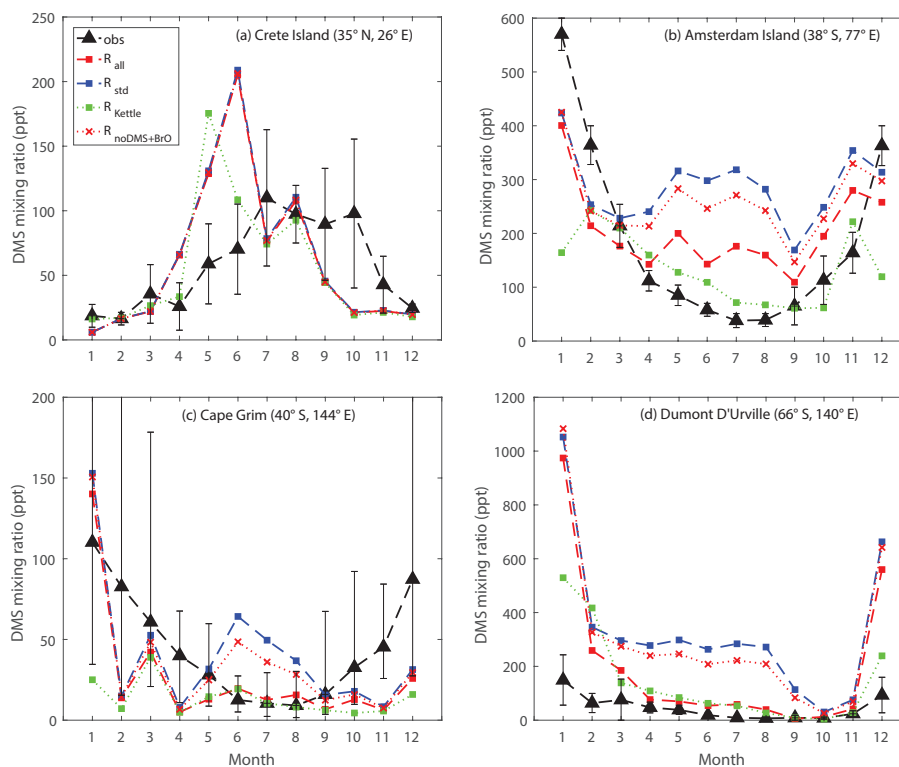 (a) Crete Island (35° N, 26° E)
obs
R all
R std
R Kettle
R noDMS+BrO
DMS mixing ratio (ppt)
250
200
150
100
50
0
1 2 3 4 5 6 7 8 9 10 11 12
(b) Amsterdam Island (38° S, 77° E)
DMS mixing ratio (ppt)
600
500
400
300
200
100
0
1 2 3 4 5 6 7 8 9 10 11 12
(c) Cape Grim (40° S, 144° E)
DMS mixing ratio (ppt)
200
150
100
50
0
1 2 3 4 5 6 7 8 9 10 11 12
Month
(d) Dumont D'Urville (66° S, 140° E)
DMS mixing ratio (ppt)
1200
1000
800
600
400
200
0
1 2 3 4 5 6 7 8 9 10 11 12
Month